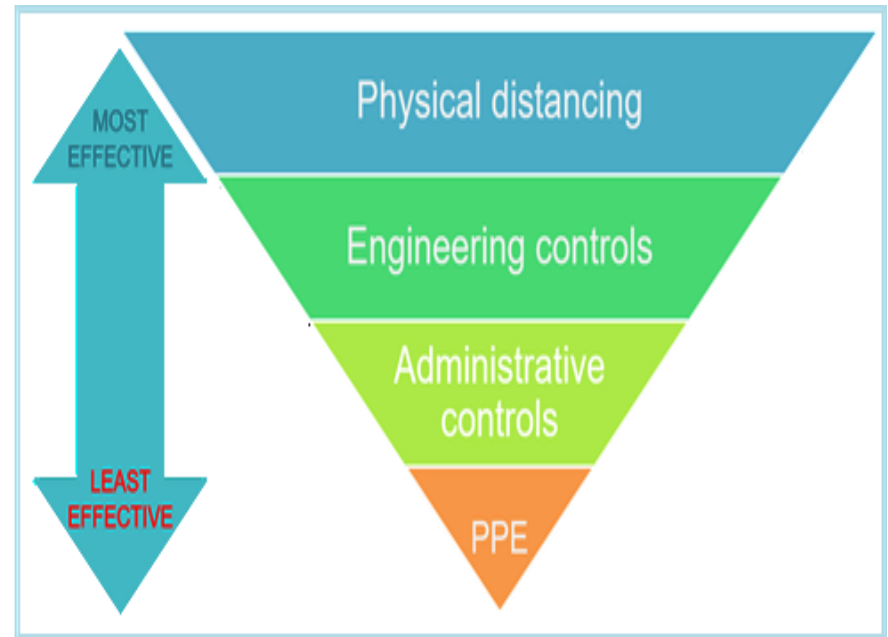 MOST
EFFECTIVE
Physical distancing
Engineering controls
Administrative
controls
LEAST
EFFECTIVE
PPE